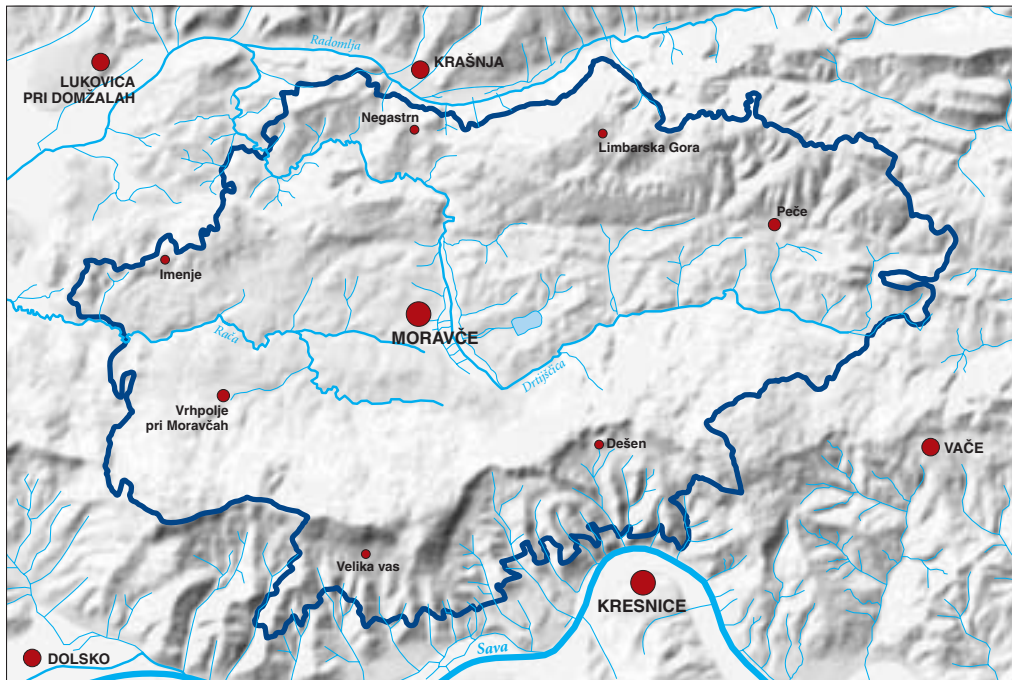 Radomlja
KRAŠNJA
LUKOVICA
PRI DOMŽALAH
Negastrn
Limbarska Gora
Peče
Imenje
MORAVČE
Rača
Drtijščica
Vrhpolje
pri Moravčah
Dešen
VAČE
Velika vas
KRESNICE
Sava
DOLSKO